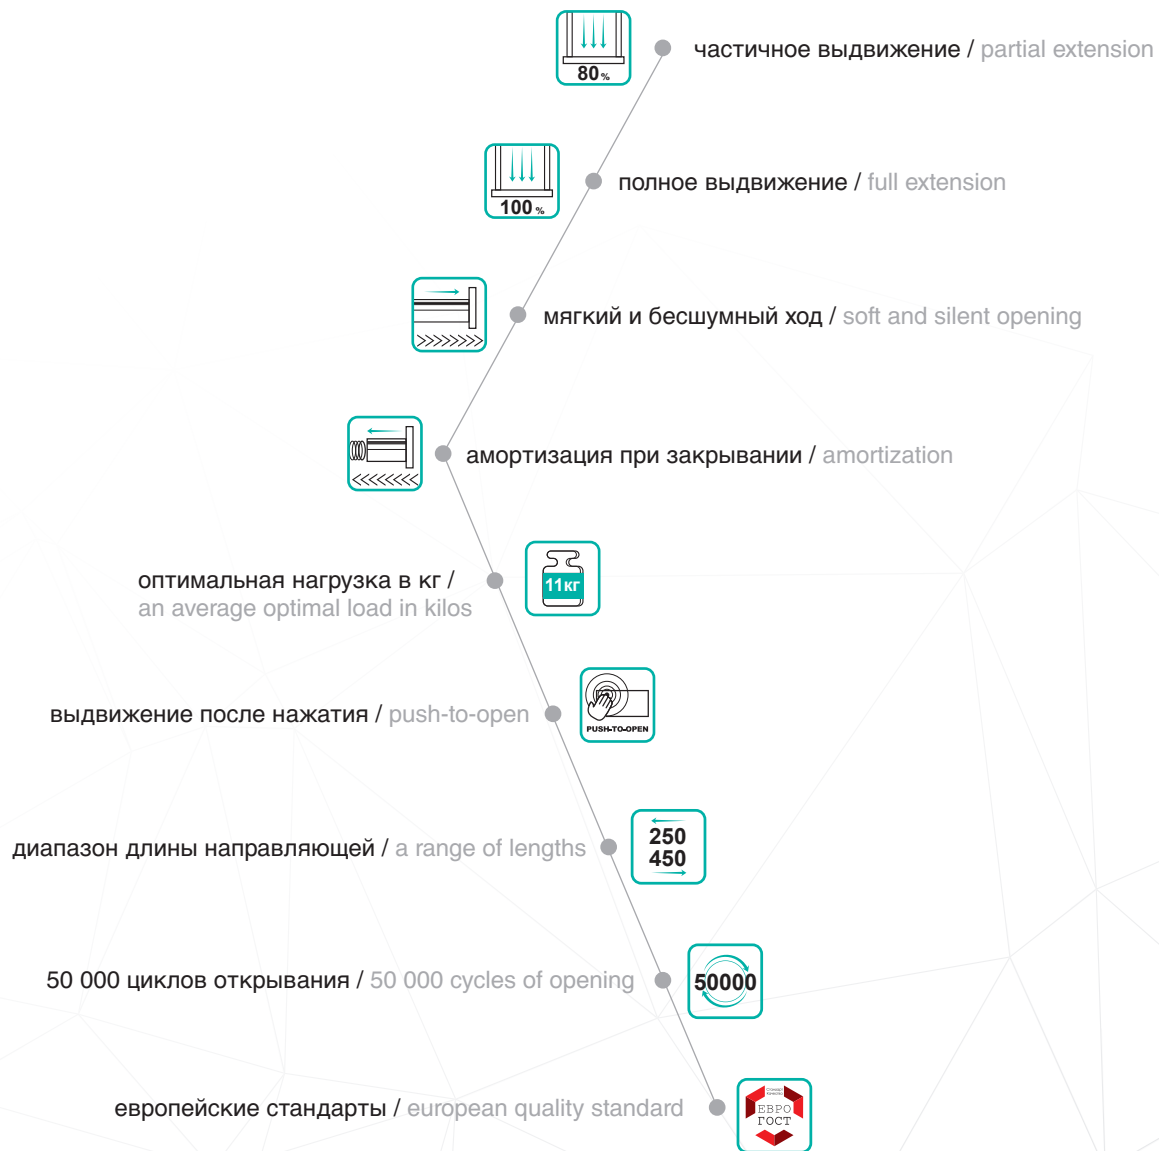 80%
частичное выдвижение / partial extension
100 %
полное выдвижение / full extension
мягкий и бесшумный ход / soft and silent opening
амортизация при закрывании / amortization
оптимальная нагрузка в кг /
an average optimal load in kilos
11кг
выдвижение после нажатия / push-to-open
PUSH-TO-OPEN
диапазон длины направляющей / a range of lengths
250
450
50 000 циклов открывания / 50 000 cycles of opening
50000
европейские стандарты / european quality standard
Стандарт
Качества
ЕВРО
ГОСТ